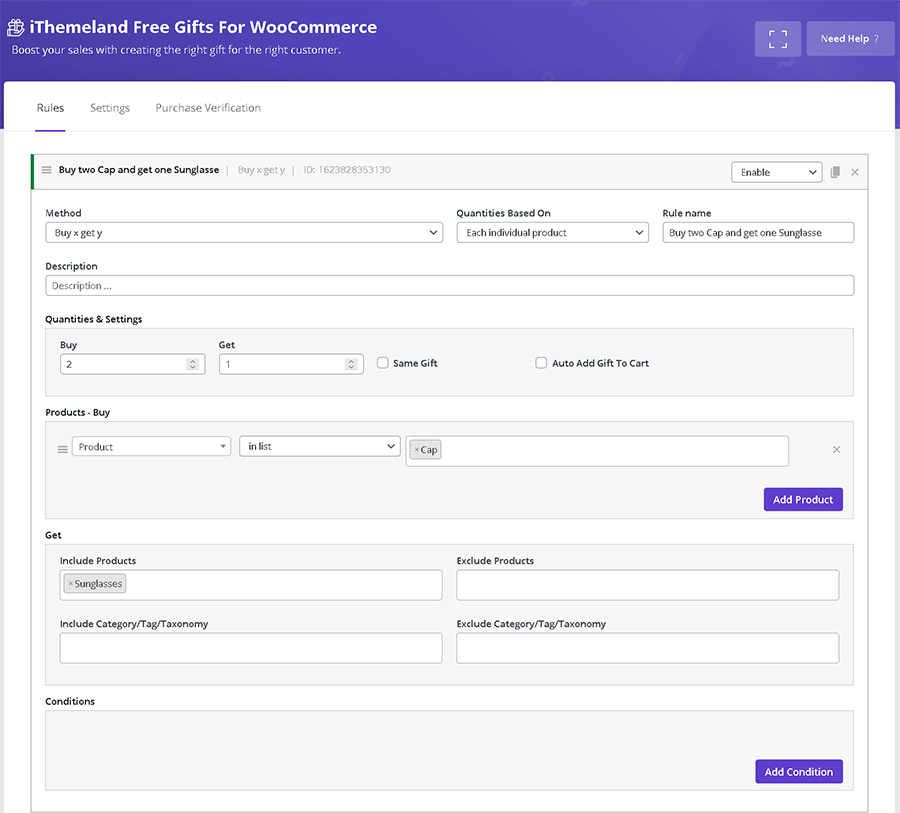 iThemeland Free Gifts For WooCommerce
Boost your sales with creating the right gift for the right customer.
Need Help ?
Rules Settings Purchase Verification
Buy two Cap and get one Sunglasse | Buy x get y | ID: 1623828353130 Enable ×
Method Quantities Based On Rule name
Buy x get y Each individual product Buy two Cap and get one Sunglasse
Description
Description ...
Quantities & Settings
Buy Get
2 1 Same Gift Auto Add Gift To Cart
Products - Buy
Product in list × Cap ×
Add Product
Get
Include Products Exclude Products
× Sunglasses
Include Category/Tag/Taxonomy Exclude Category/Tag/Taxonomy
Conditions
Add Condition